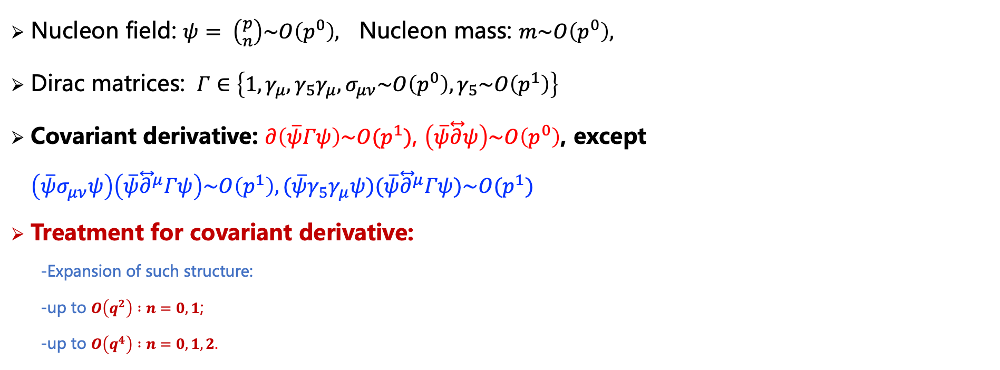 ➢ Nucleon field: ψ = (p n)~O(p⁰), Nucleon mass: m~O(p⁰),
➢ Dirac matrices: Γ ∈ {1, γ_μ, γ₅γ_μ, σ_μν~O(p⁰), γ₅~O(p¹)}
➢ Covariant derivative: ∂(ψ̄Γψ)~O(p¹), (ψ̄∂⃡ψ)~O(p⁰), except
(ψ̄σ_μνψ)(ψ̄∂⃡^μΓψ)~O(p¹), (ψ̄γ₅γ_μψ)(ψ̄∂⃡^μΓψ)~O(p¹)
➢ Treatment for covariant derivative:
-Expansion of such structure:
-up to O(q²) : n = 0, 1;
-up to O(q⁴) : n = 0, 1, 2.